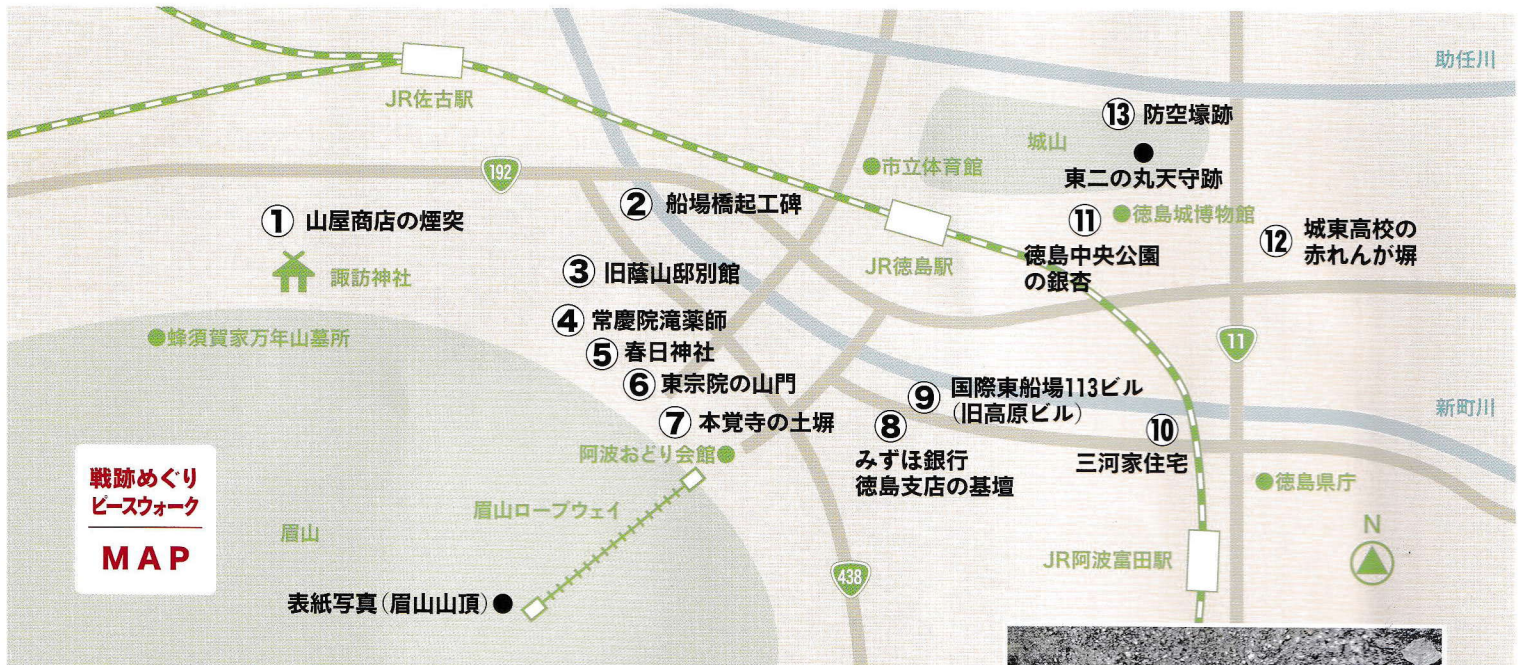 助任川
JR佐古駅
⑬ 防空壕跡
城山
192
●市立体育館
東二の丸天守跡
① 山屋商店の煙突
② 船場橋起工碑
⑪
●徳島城博物館
徳島中央公園
の銀杏
⑫ 城東高校の
赤れんが塀
JR徳島駅
諏訪神社
③ 旧蔭山邸別館
④ 常慶院滝薬師
●蜂須賀家万年山墓所
11
⑤ 春日神社
⑥ 東宗院の山門
⑨ 国際東船場113ビル
(旧高原ビル)
新町川
⑦ 本覚寺の土塀
⑧
みずほ銀行
徳島支店の基壇
⑩
三河家住宅
阿波おどり会館●
●徳島県庁
戦跡めぐり
ピースウォーク
MAP
眉山ロープウェイ
眉山
N
JR阿波富田駅
438
表紙写真(眉山山頂)●